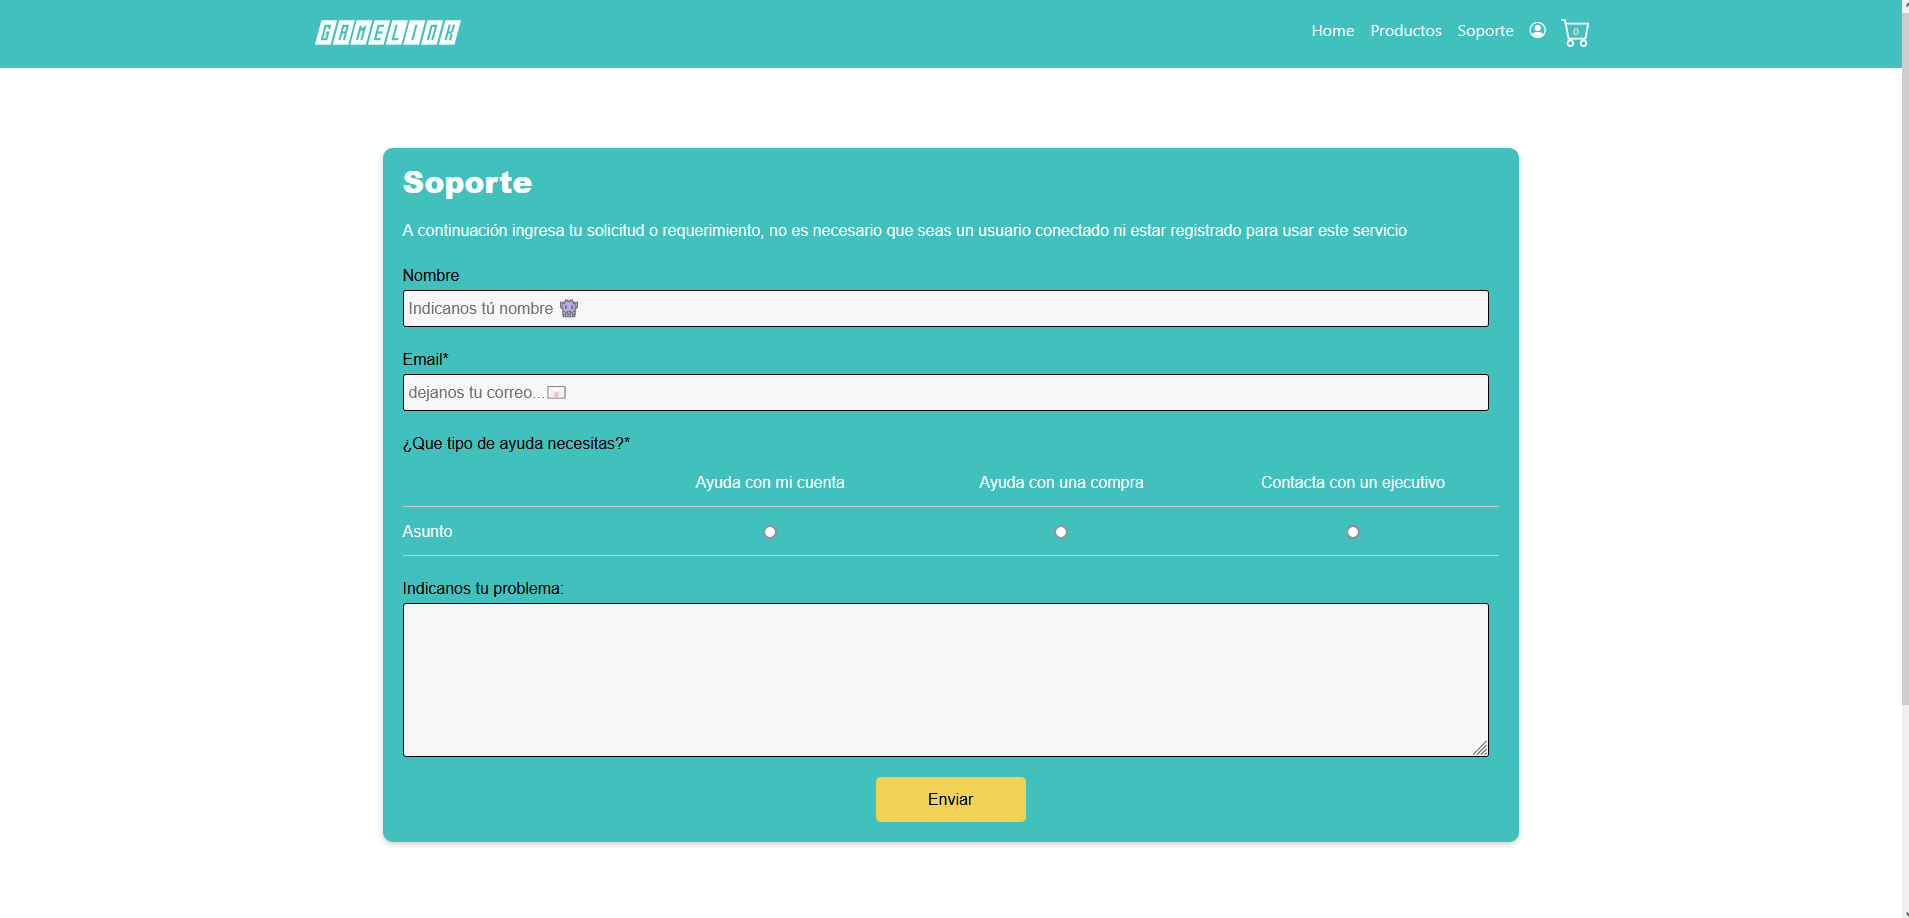 GAMELINK
Home Productos Soporte 0
Soporte
A continuación ingresa tu solicitud o requerimiento, no es necesario que seas un usuario conectado ni estar registrado para usar este servicio
Nombre
Indicanos tú nombre
Email*
dejanos tu correo...
¿Que tipo de ayuda necesitas?*
Ayuda con mi cuenta Ayuda con una compra Contacta con un ejecutivo
Asunto
Indicanos tu problema:
Enviar